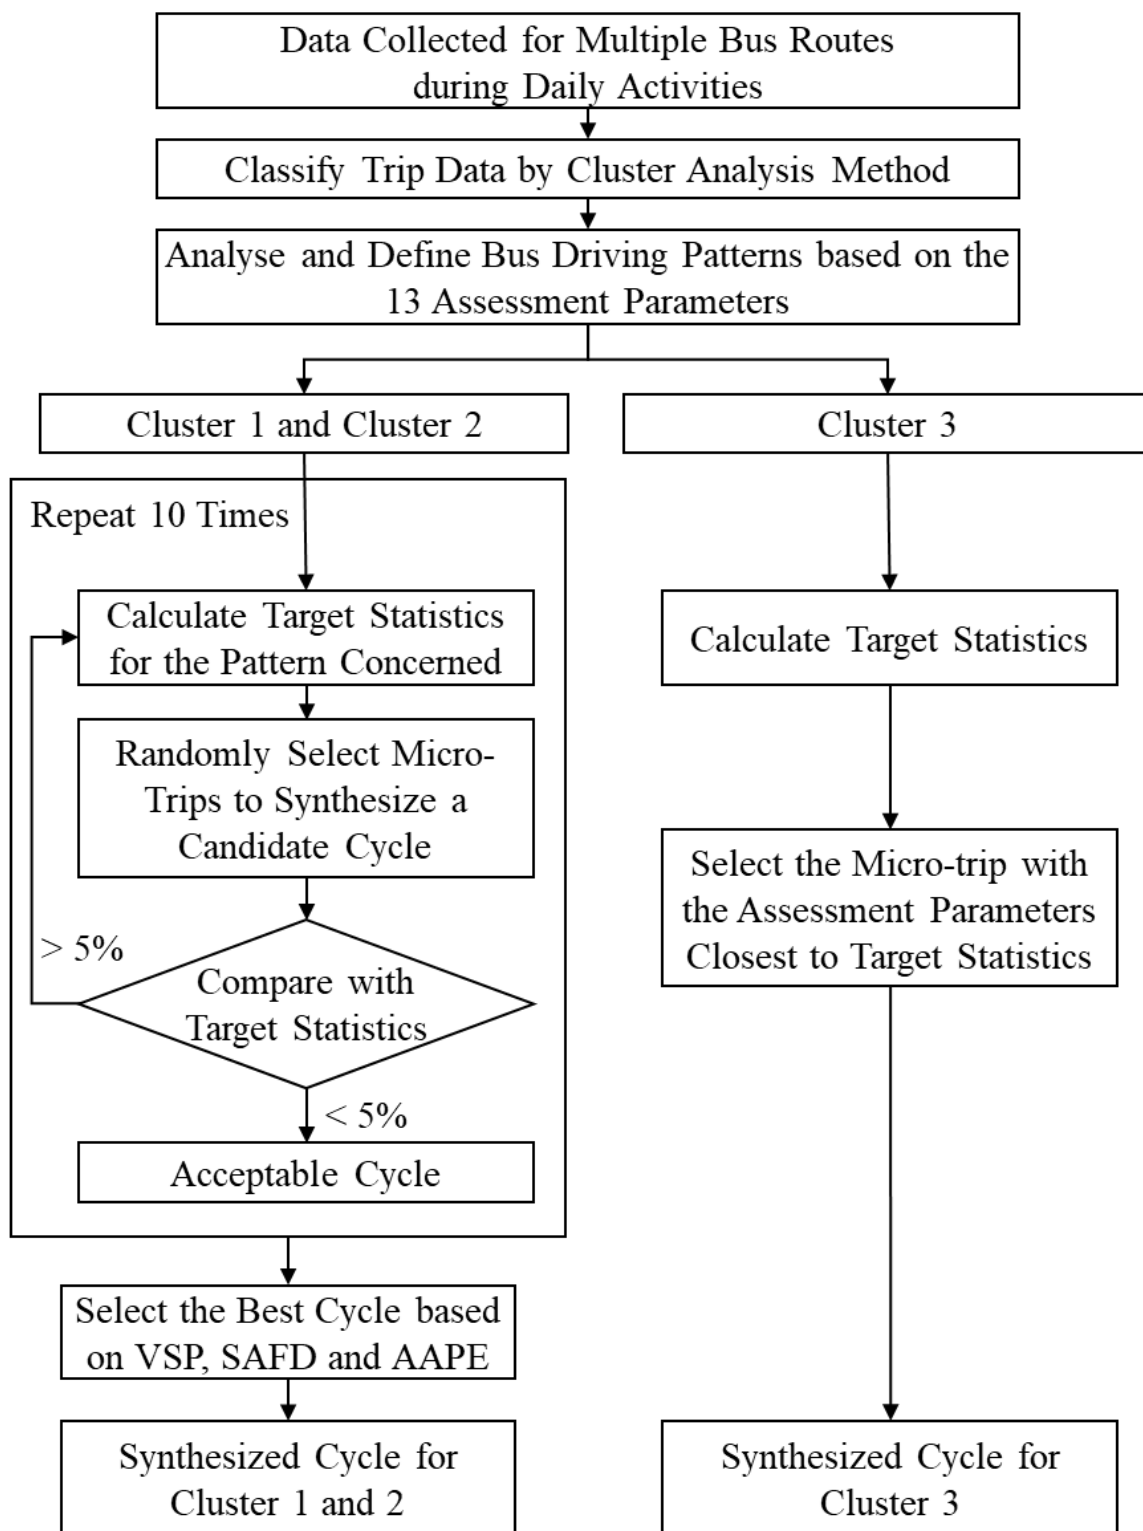 Data Collected for Multiple Bus Routes
during Daily Activities
Classify Trip Data by Cluster Analysis Method
Analyse and Define Bus Driving Patterns based on the
13 Assessment Parameters
Cluster 1 and Cluster 2
Cluster 3
Repeat 10 Times
Calculate Target Statistics
for the Pattern Concerned
Randomly Select Micro-
Trips to Synthesize a
Candidate Cycle
> 5%
Compare with
Target Statistics
< 5%
Acceptable Cycle
Select the Best Cycle based
on VSP, SAFD and AAPE
Synthesized Cycle for
Cluster 1 and 2
Calculate Target Statistics
Select the Micro-trip with
the Assessment Parameters
Closest to Target Statistics
Synthesized Cycle for
Cluster 3